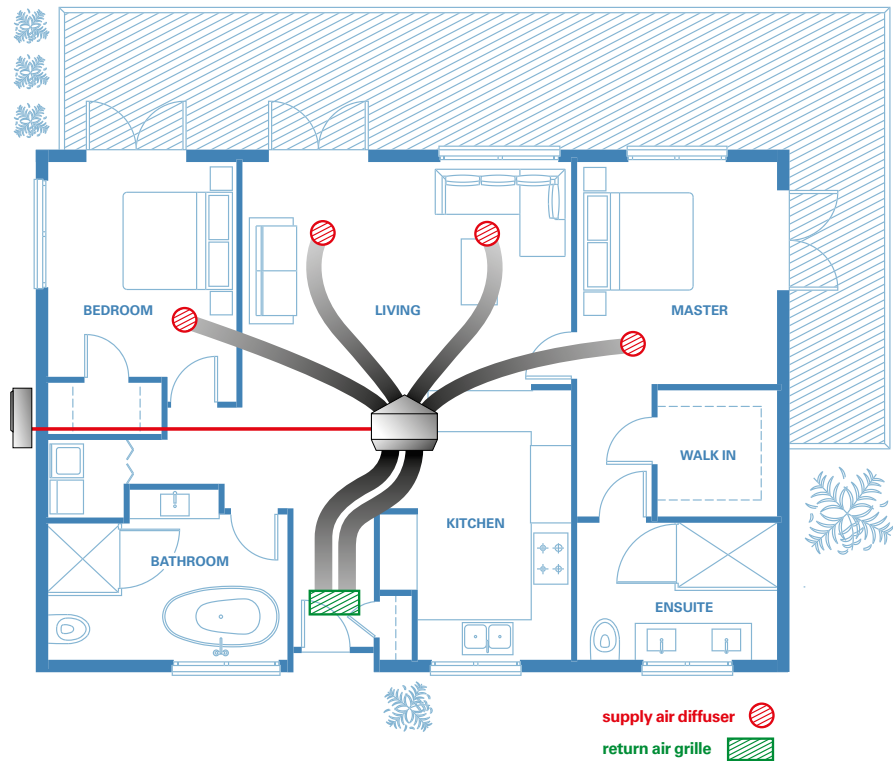 BEDROOM
LIVING
MASTER
WALK IN
KITCHEN
BATHROOM
ENSUITE
supply air diffuser
return air grille